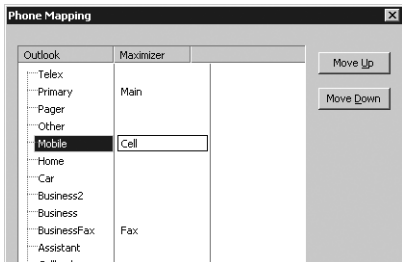 Phone Mapping
Outlook Maximizer
Move Up
Telex
Primary Main
Move Down
Pager
Other
Mobile Cell
Home
Car
Business2
Business
BusinessFax Fax
Assistant